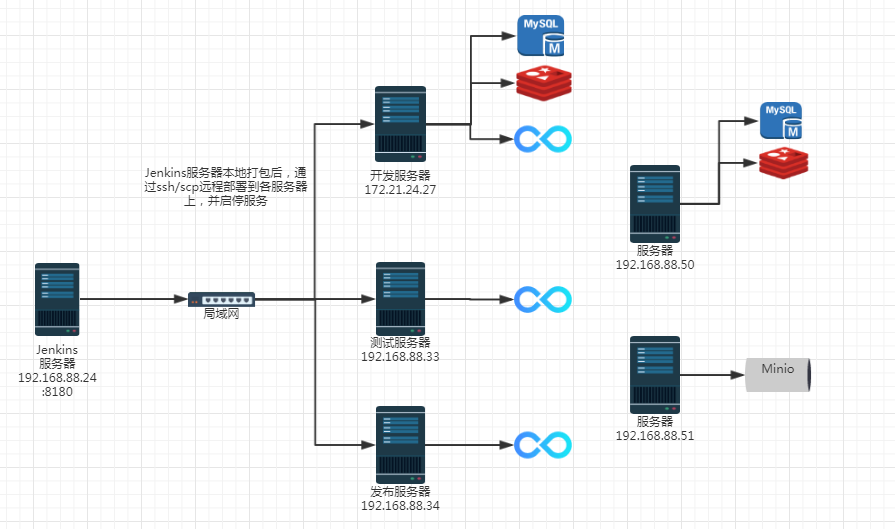 MySQL
M
Jenkins服务器本地打包后，通
过ssh/scp远程部署到各服务器
上，并启停服务
开发服务器
172.21.24.27
MySQL
M
服务器
192.168.88.50
局域网
测试服务器
192.168.88.33
Jenkins
服务器
192.168.88.24
:8180
Minio
服务器
192.168.88.51
发布服务器
192.168.88.34